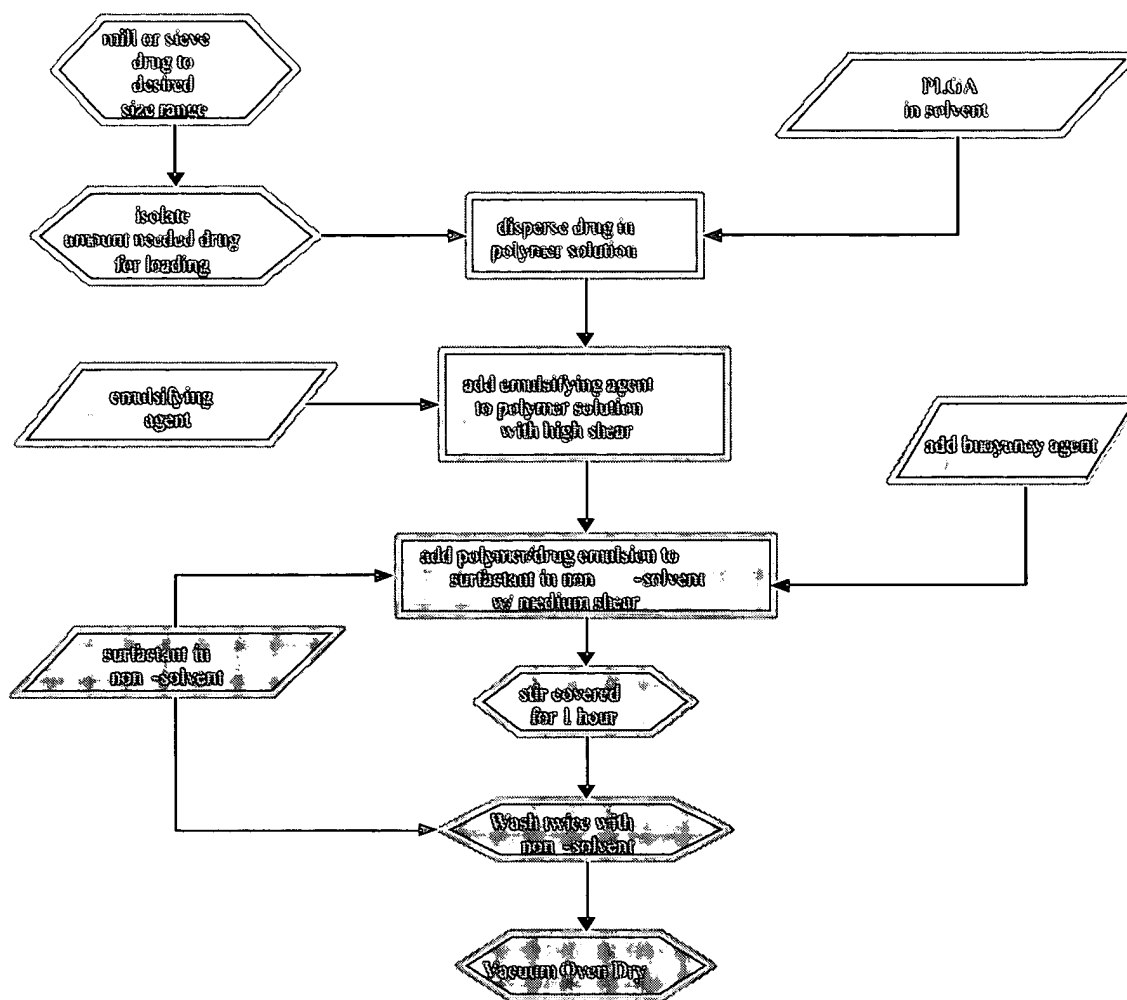 mill or sieve
drug to
desired
size range
PLGA
in solvent
isolate
amount needed drug
for loading
disperse drug in
polymer solution
emulsifying
agent
add emulsifying agent
to polymer solution
with high shear
add buoyancy agent
add polymer/drug emulsion to
surfactant in non -solvent
w/ medium shear
surfactant in
non -solvent
stir covered
for 1 hour
Wash twice with
non -solvent
Vacuum Oven Dry